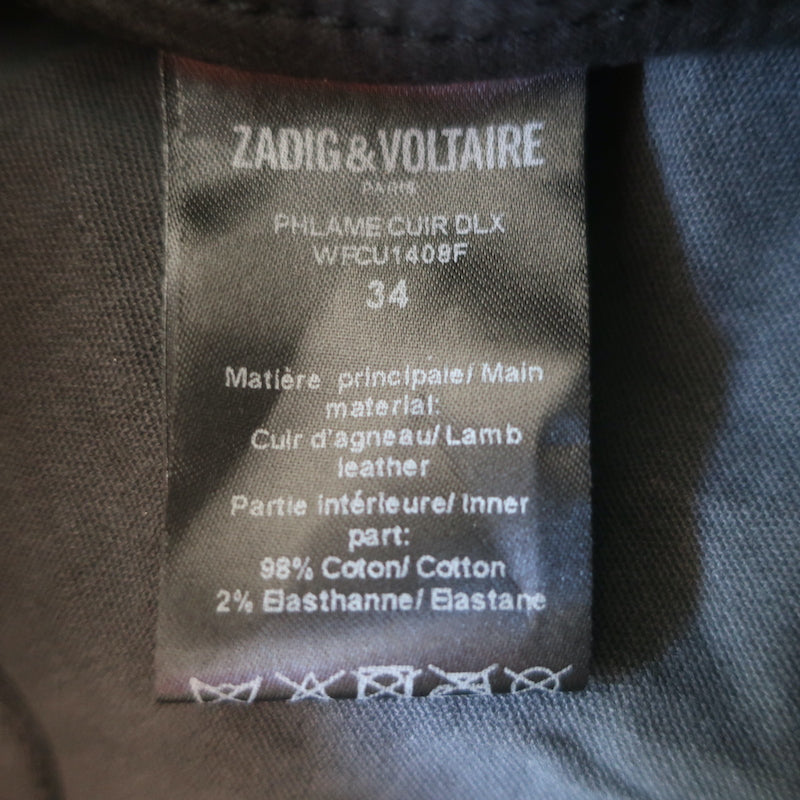 ZADIG&VOLTAIRE
PARIS
PHLAME CUIR DLX
WFCU1409F
34
Matière principale/ Main
material:
Cuir d'agneau/ Lamb
leather
Partie intérieure/ Inner
part:
98% Coton/ Cotton
2% Elasthanne/ Elastane